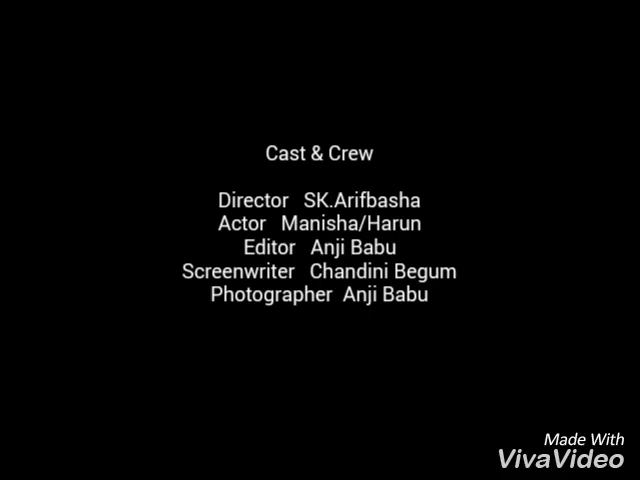 Cast & Crew
Director SK.Arifbasha
Actor Manisha/Harun
Editor Anji Babu
Screenwriter Chandini Begum
Photographer Anji Babu
Made With
VivaVideo